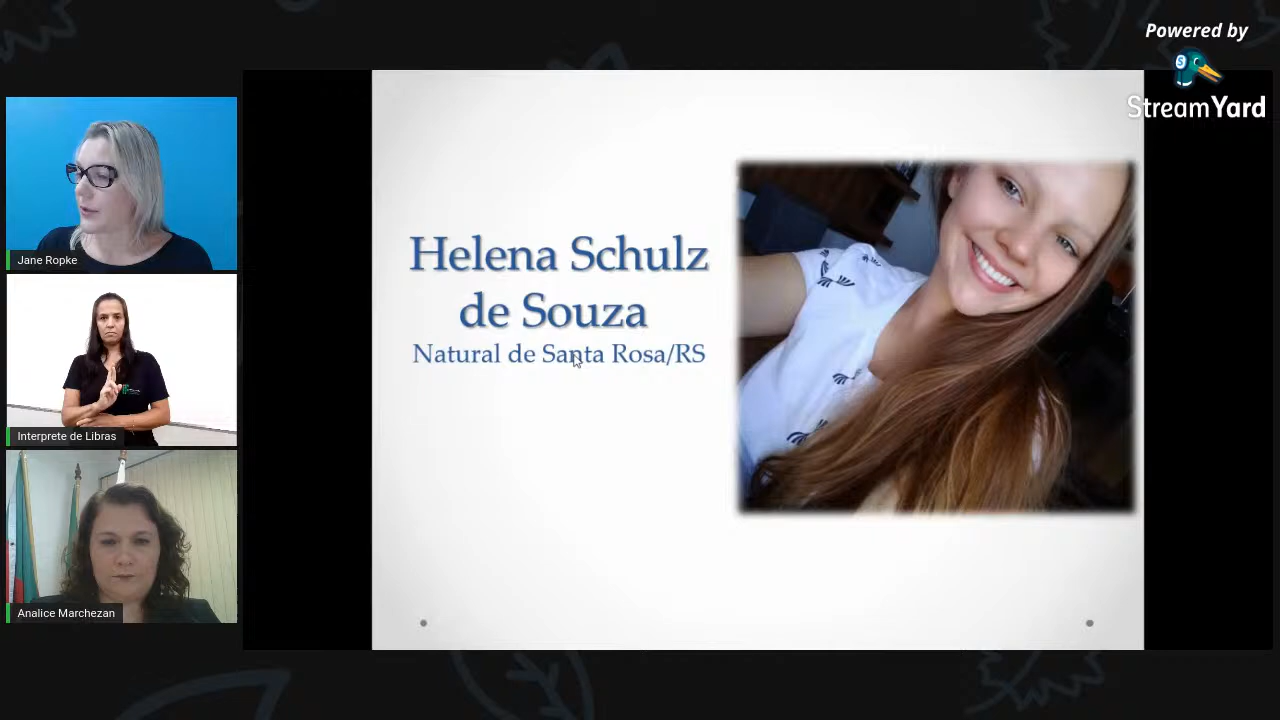 Powered by
StreamYard
Jane Ropke
Interprete de Libras
Analice Marchezan
Helena Schulz
de Souza
Natural de Santa Rosa/RS